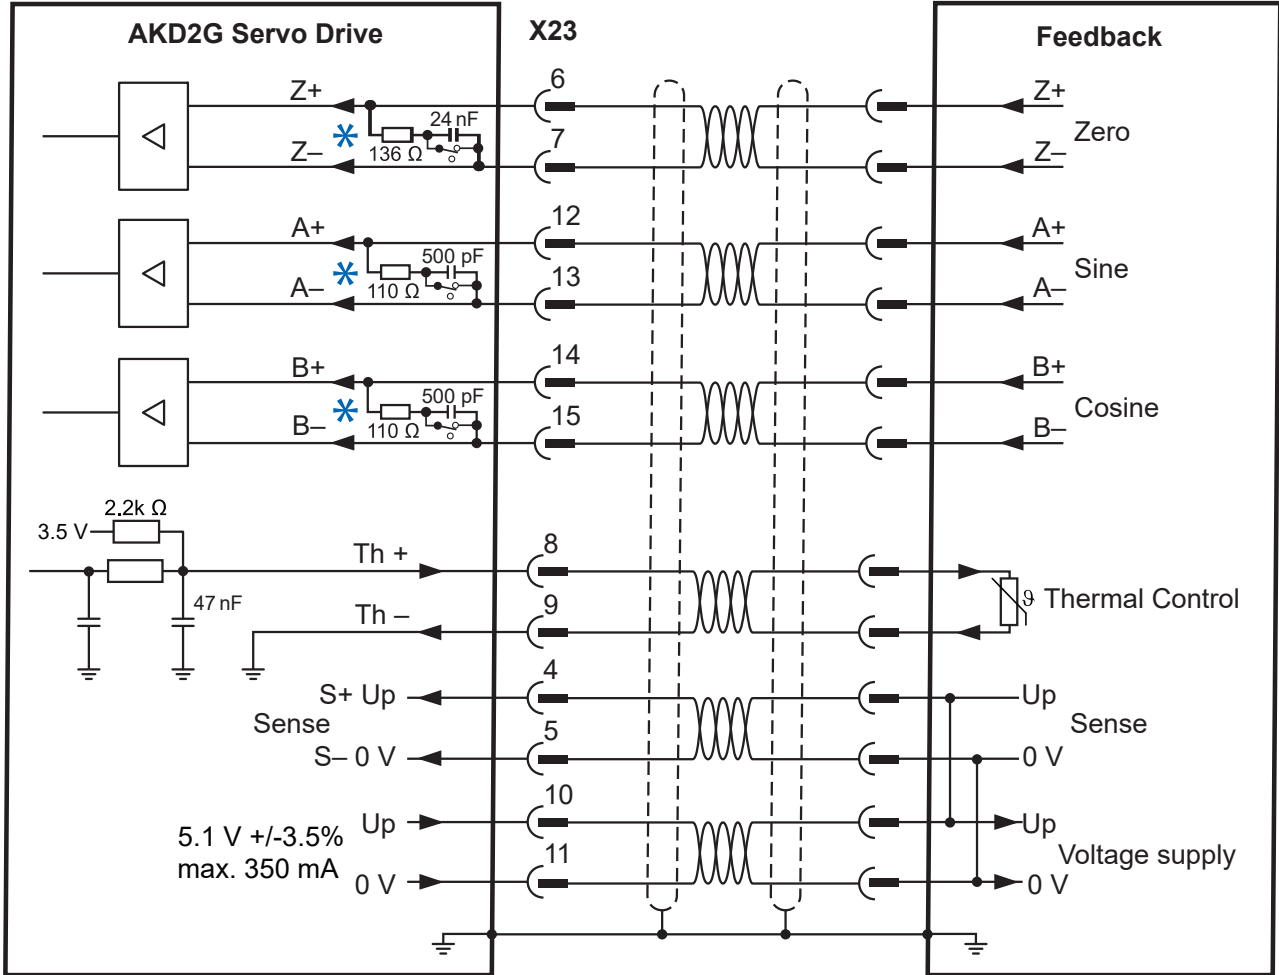 AKD2G Servo Drive
X23
Feedback
Z+
6
Z+
24 nF
Zero
136 Ω
Z–
7
Z–
A+
12
A+
500 pF
Sine
110 Ω
A–
13
A–
B+
14
B+
500 pF
Cosine
110 Ω
B–
15
B–
2.2k Ω
3.5 V
Th +
8
47 nF
ϑ Thermal Control
Th –
9
S+ Up
4
Up
Sense
Sense
S– 0 V
5
0 V
5.1 V +/-3.5%
max. 350 mA
Up
10
Up
Voltage supply
0 V
11
0 V